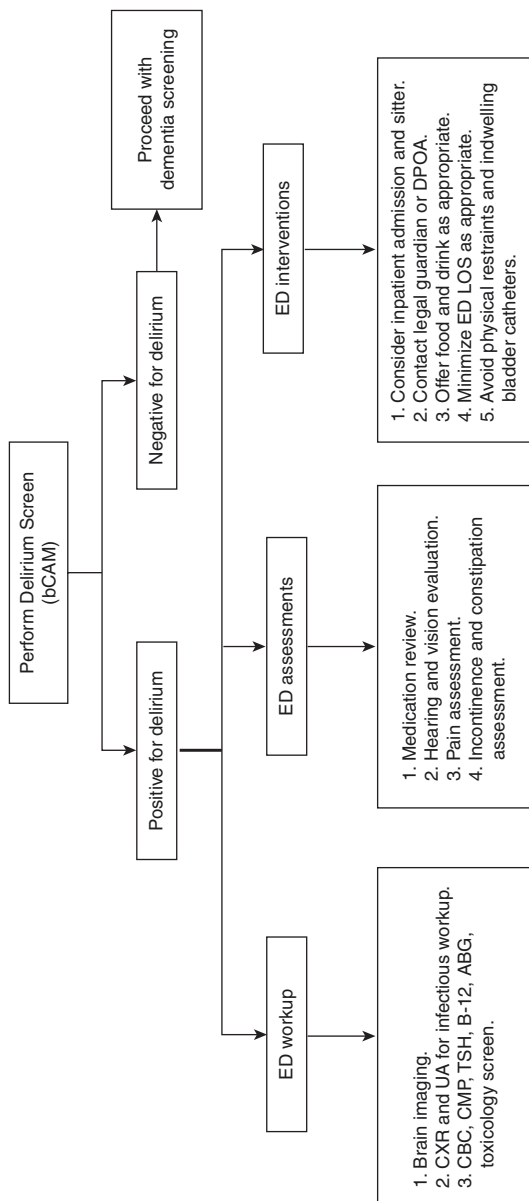 Perform Delirium Screen
(bCAM)
Positive for delirium
Negative for delirium
Proceed with
dementia screening
ED workup
ED assessments
ED interventions
1. Brain imaging.
2. CXR and UA for infectious workup.
3. CBC, CMP, TSH, B-12, ABG,
toxicology screen.
1. Medication review.
2. Hearing and vision evaluation.
3. Pain assessment.
4. Incontinence and constipation
assessment.
1. Consider inpatient admission and sitter.
2. Contact legal guardian or DPOA.
3. Offer food and drink as appropriate.
4. Minimize ED LOS as appropriate.
5. Avoid physical restraints and indwelling
bladder catheters.